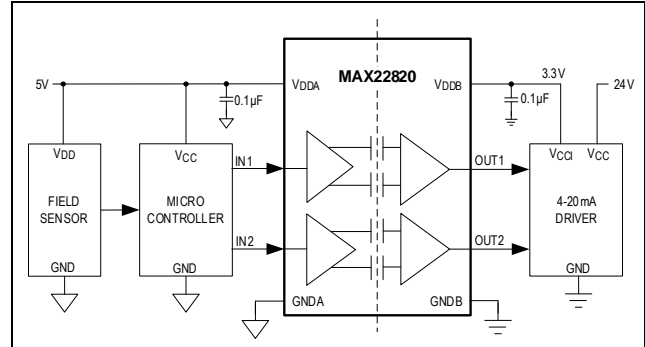 MAX22820
5V
VDDA
VDDB
3.3V
24V
0.1µF
0.1µF
VDD
FIELD
SENSOR
GND
VCC
MICRO
CONTROLLER
GND
IN1
IN2
OUT1
OUT2
VCCI
VCC
4-20mA
DRIVER
GND
GNDA
GNDB